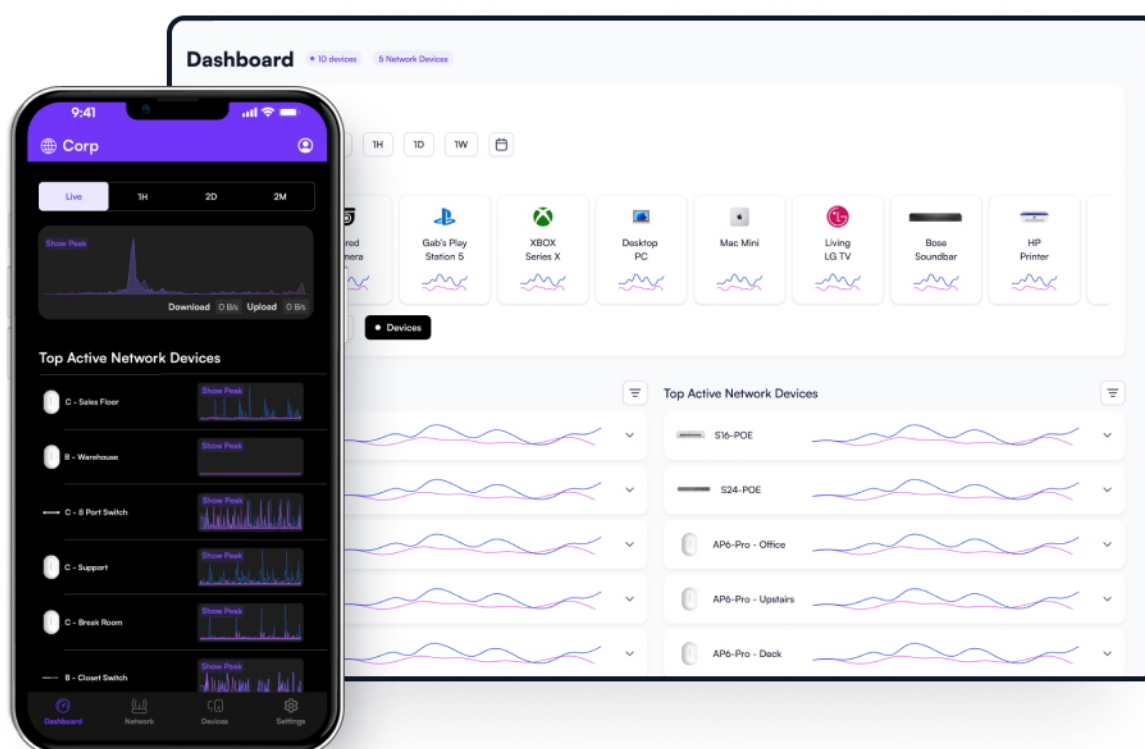 Dashboard
10 devices
5 Network Devices
1H
1D
1W
Gab's Play
Station 5
XBOX
Series X
Desktop
PC
Mac Mini
Living
LG TV
Bose
Soundbar
HP
Printer
Devices
Top Active Network Devices
S16-POE
S24-POE
AP6-Pro - Office
AP6-Pro - Upstairs
AP6-Pro - Deck
9:41
Corp
Live
1H
2D
2M
Show Peak
Download 0 B/s Upload 0 B/s
Top Active Network Devices
C - Sales Floor
Show Peak
B - Warehouse
Show Peak
C - 8 Port Switch
Show Peak
C - Support
Show Peak
C - Break Room
Show Peak
B - Closet Switch
Show Peak
Dashboard
Network
Devices
Settings